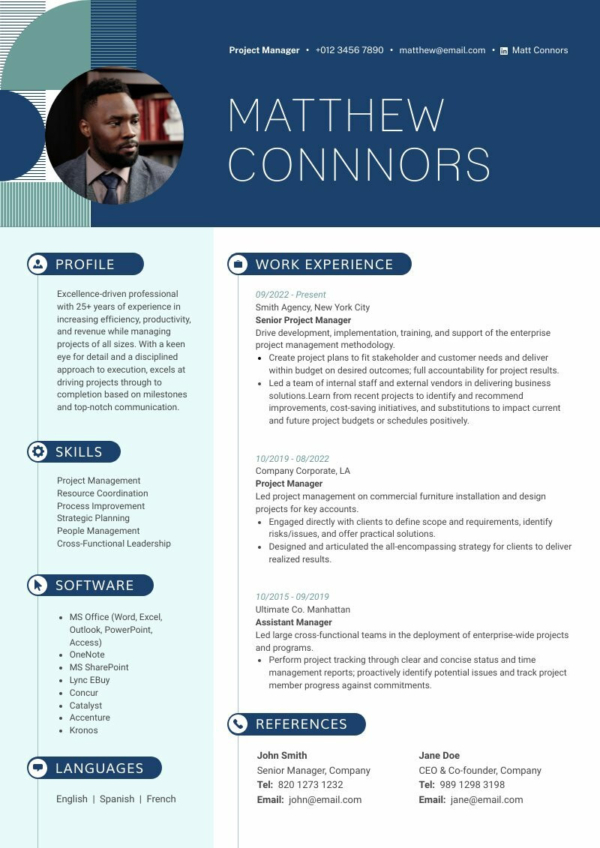 Project Manager • +012 3456 7890 • matthew@email.com • in Matt Connors
MATTHEW
CONNNORS
PROFILE
Excellence-driven professional
with 25+ years of experience in
increasing efficiency, productivity,
and revenue while managing
projects of all sizes. With a keen
eye for detail and a disciplined
approach to execution, excels at
driving projects through to
completion based on milestones
and top-notch communication.
SKILLS
Project Management
Resource Coordination
Process Improvement
Strategic Planning
People Management
Cross-Functional Leadership
SOFTWARE
• MS Office (Word, Excel,
Outlook, PowerPoint,
Access)
• OneNote
• MS SharePoint
• Lync EBuy
• Concur
• Catalyst
• Accenture
• Kronos
LANGUAGES
English | Spanish | French
WORK EXPERIENCE
09/2022 - Present
Smith Agency, New York City
Senior Project Manager
Drive development, implementation, training, and support of the enterprise
project management methodology.
• Create project plans to fit stakeholder and customer needs and deliver
within budget on desired outcomes; full accountability for project results.
• Led a team of internal staff and external vendors in delivering business
solutions.Learn from recent projects to identify and recommend
improvements, cost-saving initiatives, and substitutions to impact current
and future project budgets or schedules positively.
10/2019 - 08/2022
Company Corporate, LA
Project Manager
Led project management on commercial furniture installation and design
projects for key accounts.
• Engaged directly with clients to define scope and requirements, identify
risks/issues, and offer practical solutions.
• Designed and articulated the all-encompassing strategy for clients to deliver
realized results.
10/2015 - 09/2019
Ultimate Co. Manhattan
Assistant Manager
Led large cross-functional teams in the deployment of enterprise-wide projects
and programs.
• Perform project tracking through clear and concise status and time
management reports; proactively identify potential issues and track project
member progress against commitments.
REFERENCES
John Smith
Senior Manager, Company
Tel: 820 1273 1232
Email: john@email.com
Jane Doe
CEO & Co-founder, Company
Tel: 989 1298 3198
Email: jane@email.com